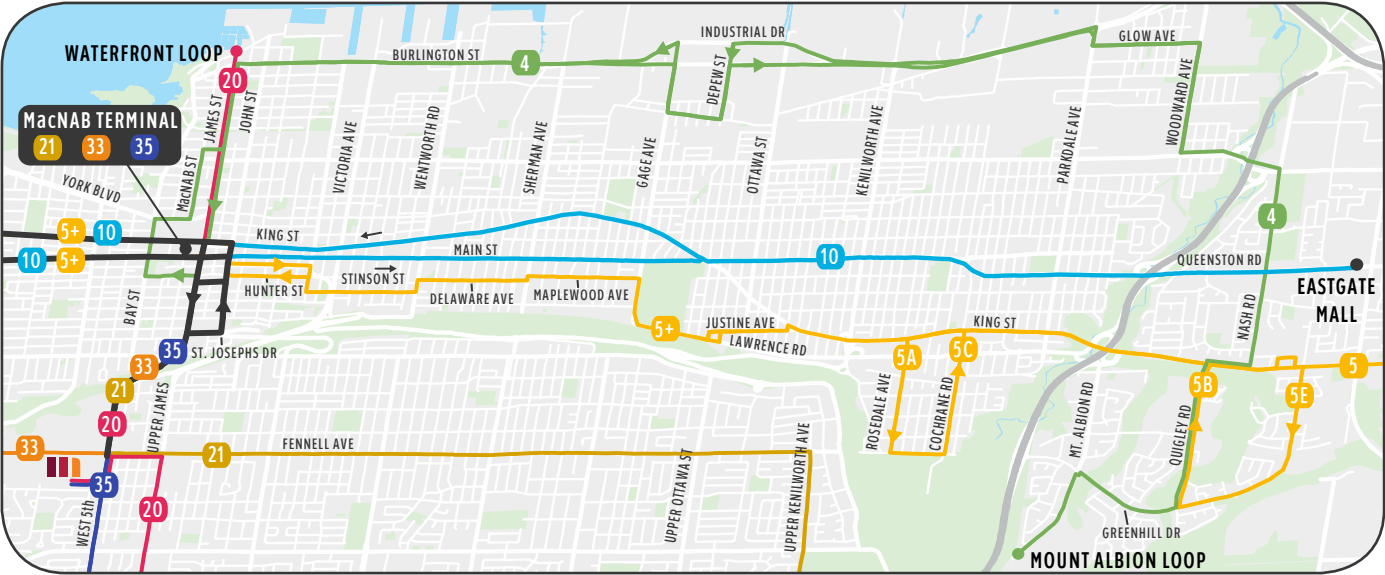 WATERFRONT LOOP
20
BURLINGTON ST
4
INDUSTRIAL DR
GLOW AVE
DEPEW ST
WOODWARD AVE
MacNAB TERMINAL
21 33 35
JAMES ST
JOHN ST
MacNAB ST
YORK BLVD
VICTORIA AVE
WENTWORTH RD
SHERMAN AVE
GAGE AVE
OTTAWA ST
KENILWORTH AVE
PARKDALE AVE
4
5+ 10
10 5+
KING ST
MAIN ST
10
QUEENSTON RD
EASTGATE
MALL
STINSON ST
HUNTER ST
DELAWARE AVE
MAPLEWOOD AVE
BAY ST
5+
JUSTINE AVE
LAWRENCE RD
KING ST
NASH RD
ST. JOSEPHS DR
35
33
21
20
UPPER JAMES
5A
5C
5B
5E
5
ROSEDALE AVE
COCHRANE RD
MT. ALBION RD
QUIGLEY RD
33
FENNELL AVE
21
35
20
WEST 5th
UPPER OTTAWA ST
UPPER KENILWORTH AVE
GREENHILL DR
MOUNT ALBION LOOP